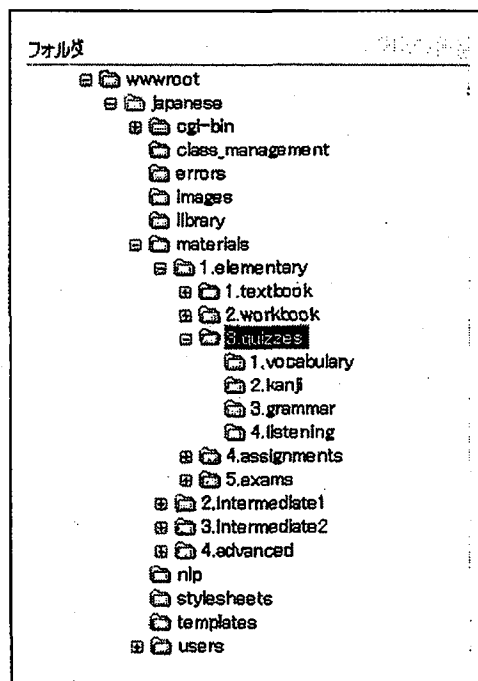 フォルダ
wwwroot
japanese
cgi-bin
class_management
errors
images
library
materials
1.elementary
1.textbook
2.workbook
3.quizzes
1.vocabulary
2.kanji
3.grammar
4.listening
4.assignments
5.exams
2.intermediate1
3.intermediate2
4.advanced
nlp
stylesheets
templates
users